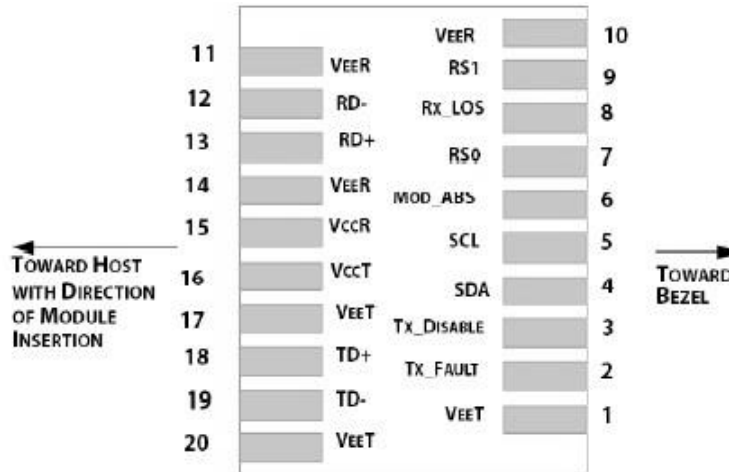 11 VEER
12 RD-
13 RD+
14 VEER
15 VCCR
16 VCCT
17 VEET
18 TD+
19 TD-
20 VEET
TOWARD HOST
WITH DIRECTION
OF MODULE
INSERTION
VEER 10
RS1 9
RX_LOS 8
RS0 7
MOD_ABS 6
SCL 5
SDA 4
TX_DISABLE 3
TX_FAULT 2
VEET 1
TOWARD
BEZEL